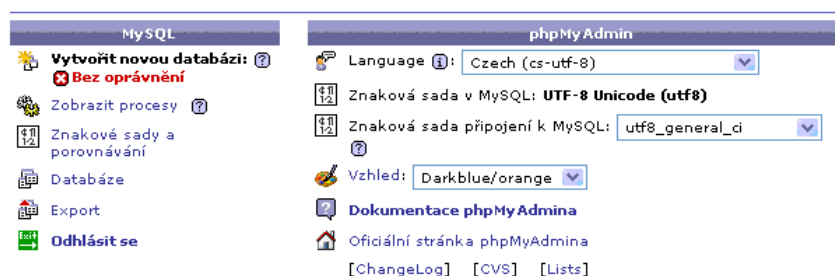 MySQL
Vytvořit novou databázi:
Bez oprávnění
Zobrazit procesy
Znakové sady a
porovnávání
Databáze
Export
Odhlásit se
phpMyAdmin
Language : Czech (cs-utf-8)
Znaková sada v MySQL: UTF-8 Unicode (utf8)
Znaková sada připojení k MySQL: utf8_general_ci
Vzhled: Darkblue/orange
Dokumentace phpMyAdmina
Oficiální stránka phpMyAdmina
[ChangeLog] [CVS] [Lists]